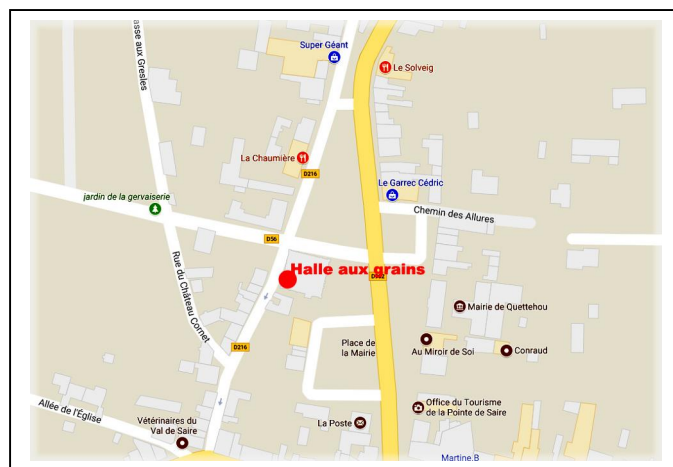 Super Géant
Le Solveig
asse aux Gresles
La Chaumière
D216
Le Garrec Cédric
jardin de la gervaiserie
Chemin des Allures
D56
Rue du Château Cornet
Halle aux grains
Mairie de Quettehou
D216
Place de
la Mairie
Au Miroir de Soi
Conraud
Allée de l'Église
Office du Tourisme
de la Pointe de Saire
Vétérinaires du
Val de Saire
La Poste
Martine.B